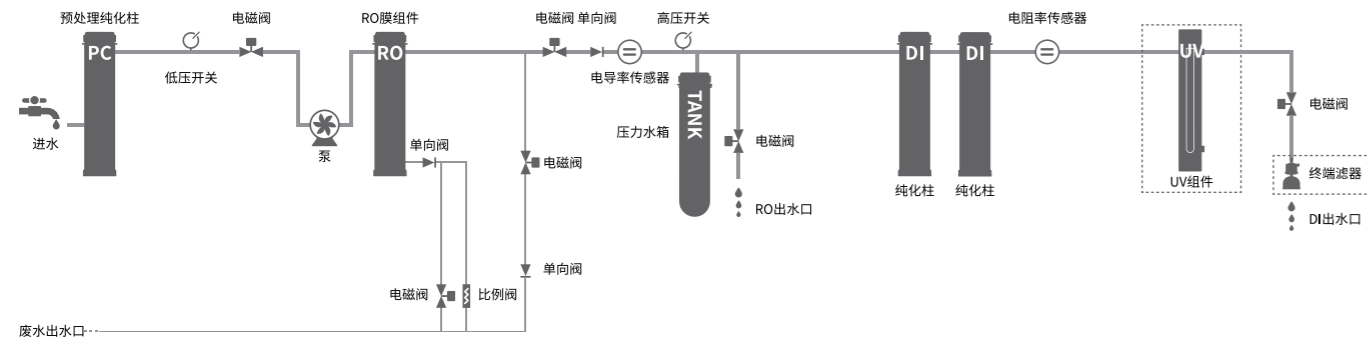 预处理纯化柱
电磁阀
RO膜组件
电磁阀 单向阀
高压开关
电阻率传感器
PC
RO
DI
DI
UV
低压开关
电导率传感器
TANK
压力水箱
电磁阀
电磁阀
进水
泵
单向阀
电磁阀
终端滤器
纯化柱
纯化柱
UV组件
RO出水口
DI出水口
单向阀
电磁阀
比例阀
废水出水口